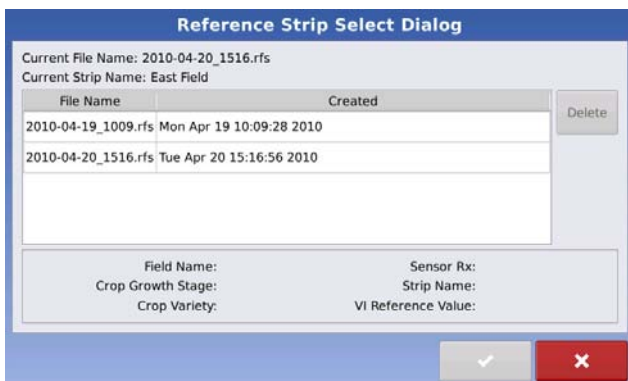 Reference Strip Select Dialog
Current File Name: 2010-04-20_1516.rfs
Current Strip Name: East Field
File Name Created
Delete
2010-04-19_1009.rfs Mon Apr 19 10:09:28 2010
2010-04-20_1516.rfs Tue Apr 20 15:16:56 2010
Field Name: Sensor Rx:
Crop Growth Stage: Strip Name:
Crop Variety: VI Reference Value: